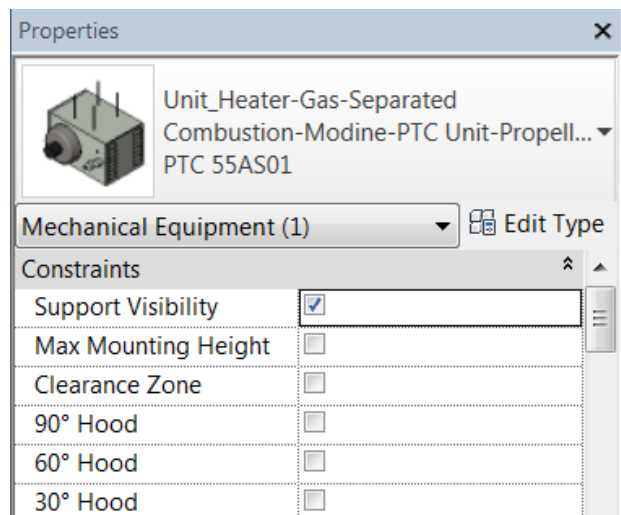 Properties
Unit_Heater-Gas-Separated
Combustion-Modine-PTC Unit-Propell...
PTC 55AS01
Mechanical Equipment (1)
Edit Type
Constraints
Support Visibility
Max Mounting Height
Clearance Zone
90° Hood
60° Hood
30° Hood